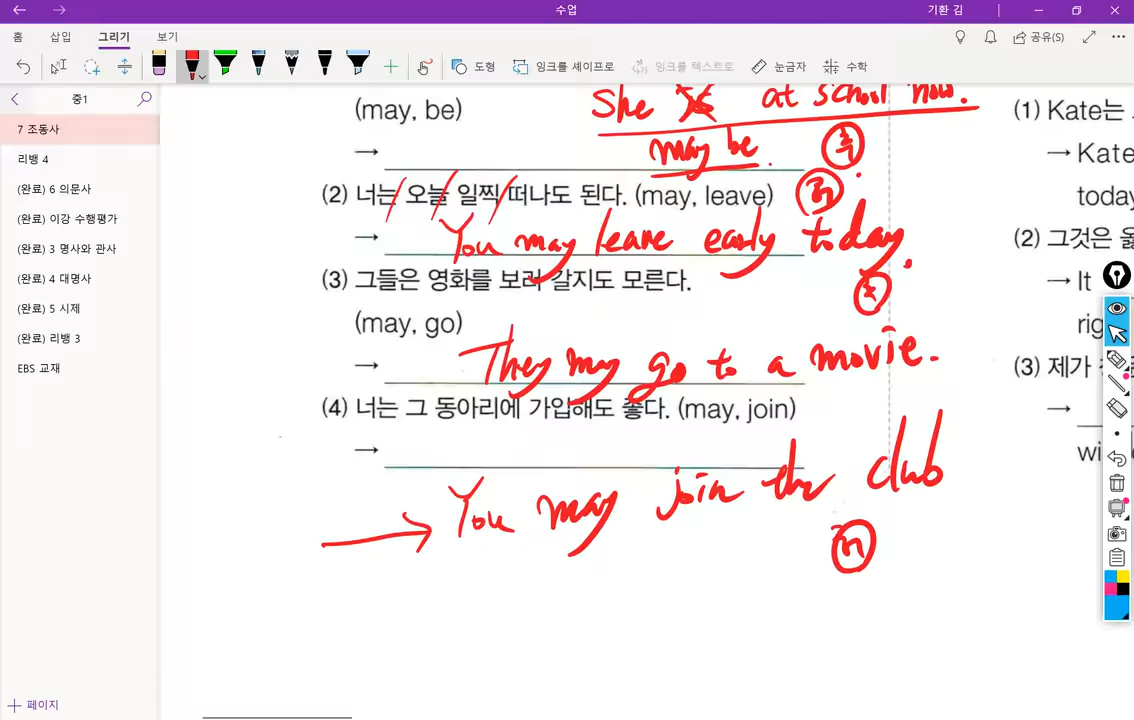 수업
기환 김
홈 삽입 그리기 보기
공유(S)
도형 잉크를 셰이프로 잉크를 텍스트로 눈금자 수학
중1
7 조동사
리뱅 4
(완료) 6 의문사
(완료) 이강 수행평가
(완료) 3 명사와 관사
(완료) 4 대명사
(완료) 5 시제
(완료) 리뱅 3
EBS 교재
페이지
She at school now.
(may, be)
→ may be. 추
(2) 너는 오늘 일찍 떠나도 된다. (may, leave) 허
→ You may leave early today.
(3) 그들은 영화를 보러 갈지도 모른다.
(may, go) 추
→ They may go to a movie.
(4) 너는 그 동아리에 가입해도 좋다. (may, join)
→
→ You may join the club
허
(1) Kate는
→ Kate
today
(2) 그것은
→ It
rig
(3) 제가
→
wi